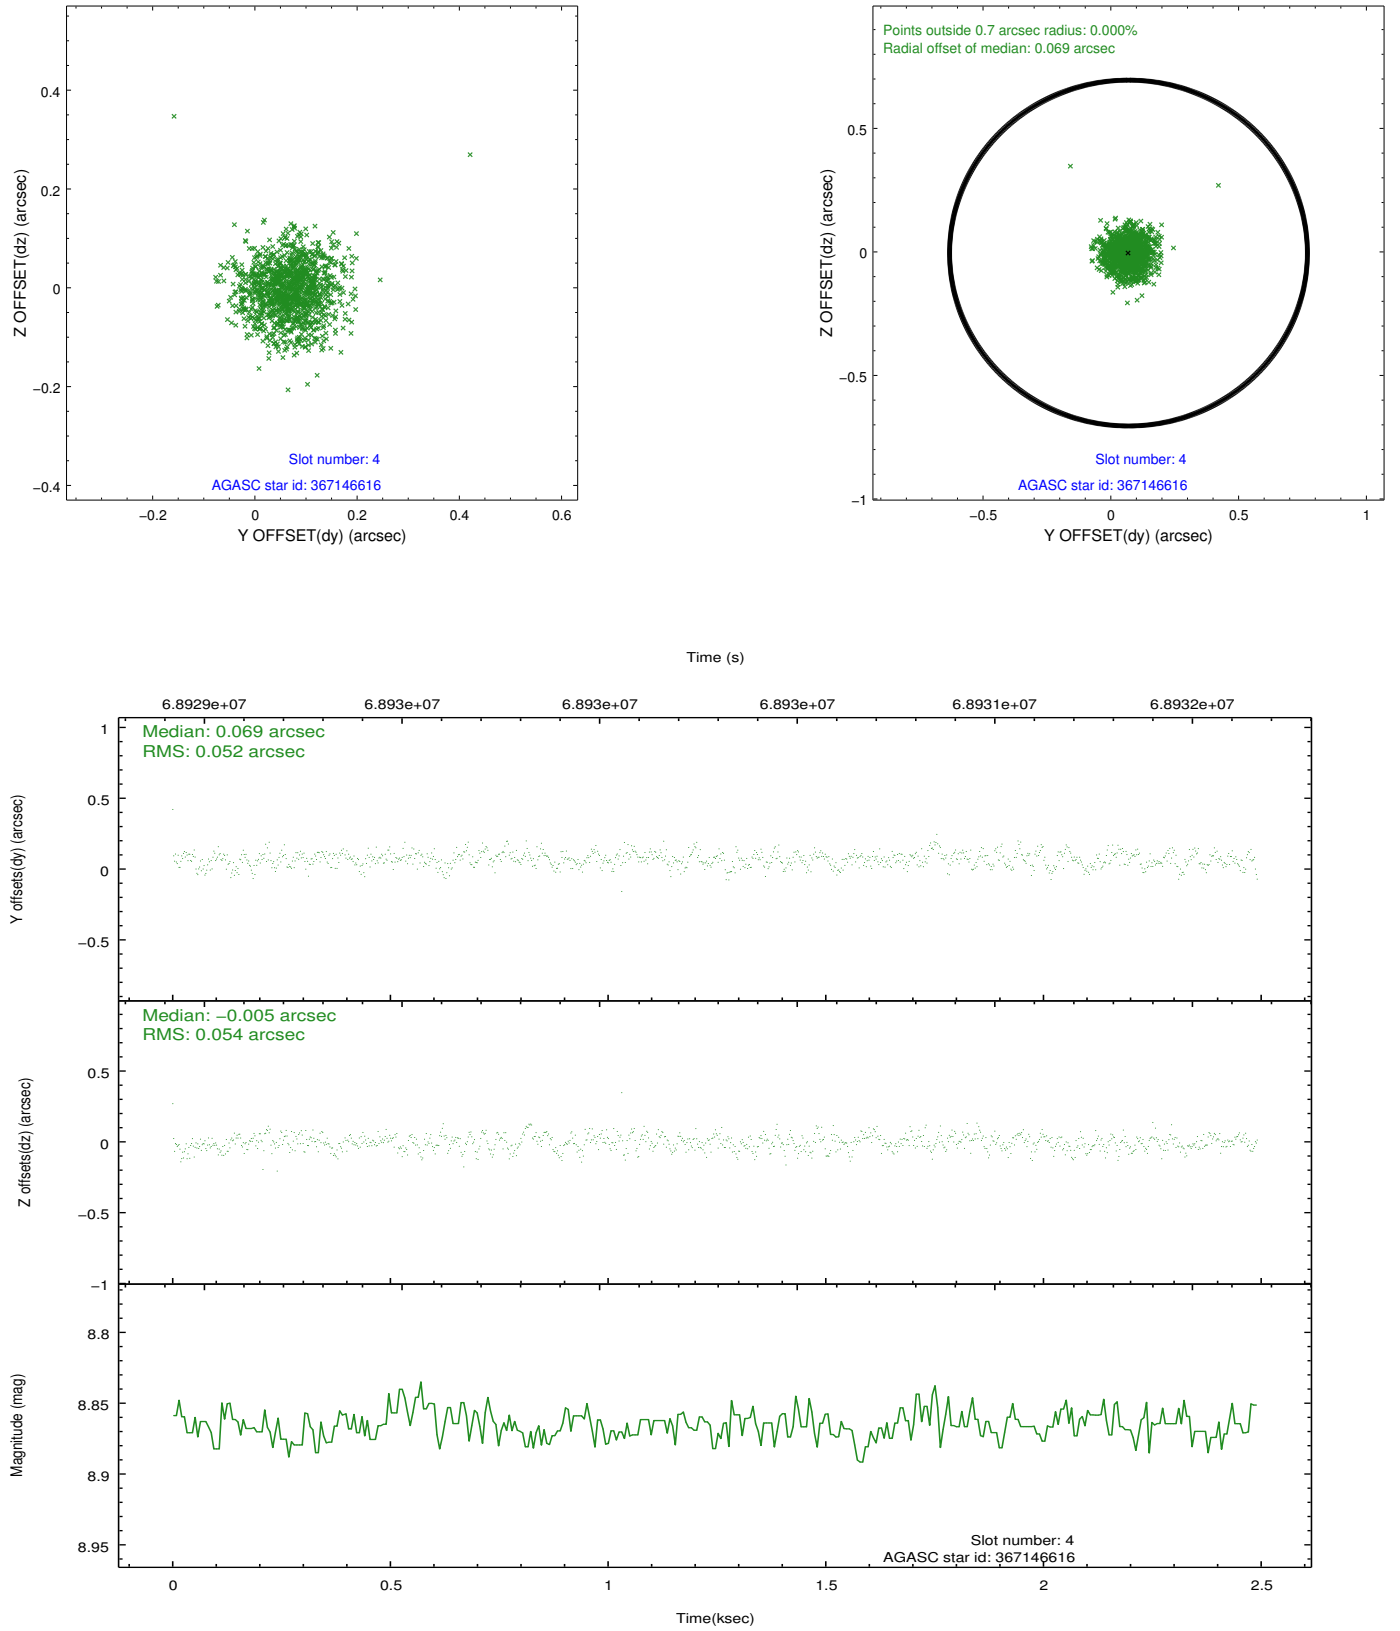 0.4
0.2
0
−0.2
−0.4
−0.2
0
0.2
0.4
0.6
Z OFFSET(dz) (arcsec)
Y OFFSET(dy) (arcsec)
Slot number: 4
AGASC star id: 367146616
Points outside 0.7 arcsec radius: 0.000%
Radial offset of median: 0.069 arcsec
0.5
0
−0.5
−1
−0.5
0
0.5
1
Z OFFSET(dz) (arcsec)
Y OFFSET(dy) (arcsec)
Slot number: 4
AGASC star id: 367146616
Time (s)
6.8929e+07
6.893e+07
6.893e+07
6.893e+07
6.8931e+07
6.8932e+07
Median: 0.069 arcsec
RMS: 0.052 arcsec
1
0.5
0
−0.5
Y offsets(dy) (arcsec)
Median: −0.005 arcsec
RMS: 0.054 arcsec
0.5
0
−0.5
−1
Z offsets(dz) (arcsec)
8.8
8.85
8.9
8.95
Magnitude (mag)
Slot number: 4
AGASC star id: 367146616
0
0.5
1
1.5
2
2.5
Time(ksec)